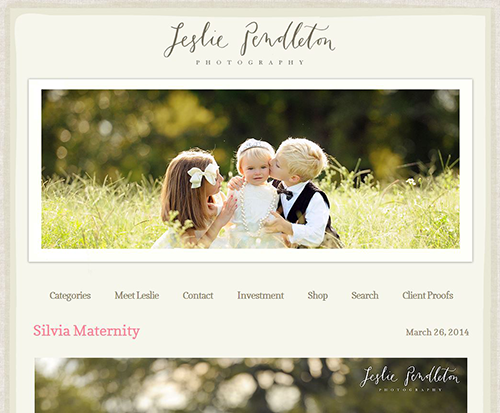 Leslie Pendleton
PHOTOGRAPHY
Categories Meet Leslie Contact Investment Shop Search Client Proofs
Silvia Maternity March 26, 2014
Leslie Pendleton
PHOTOGRAPHY